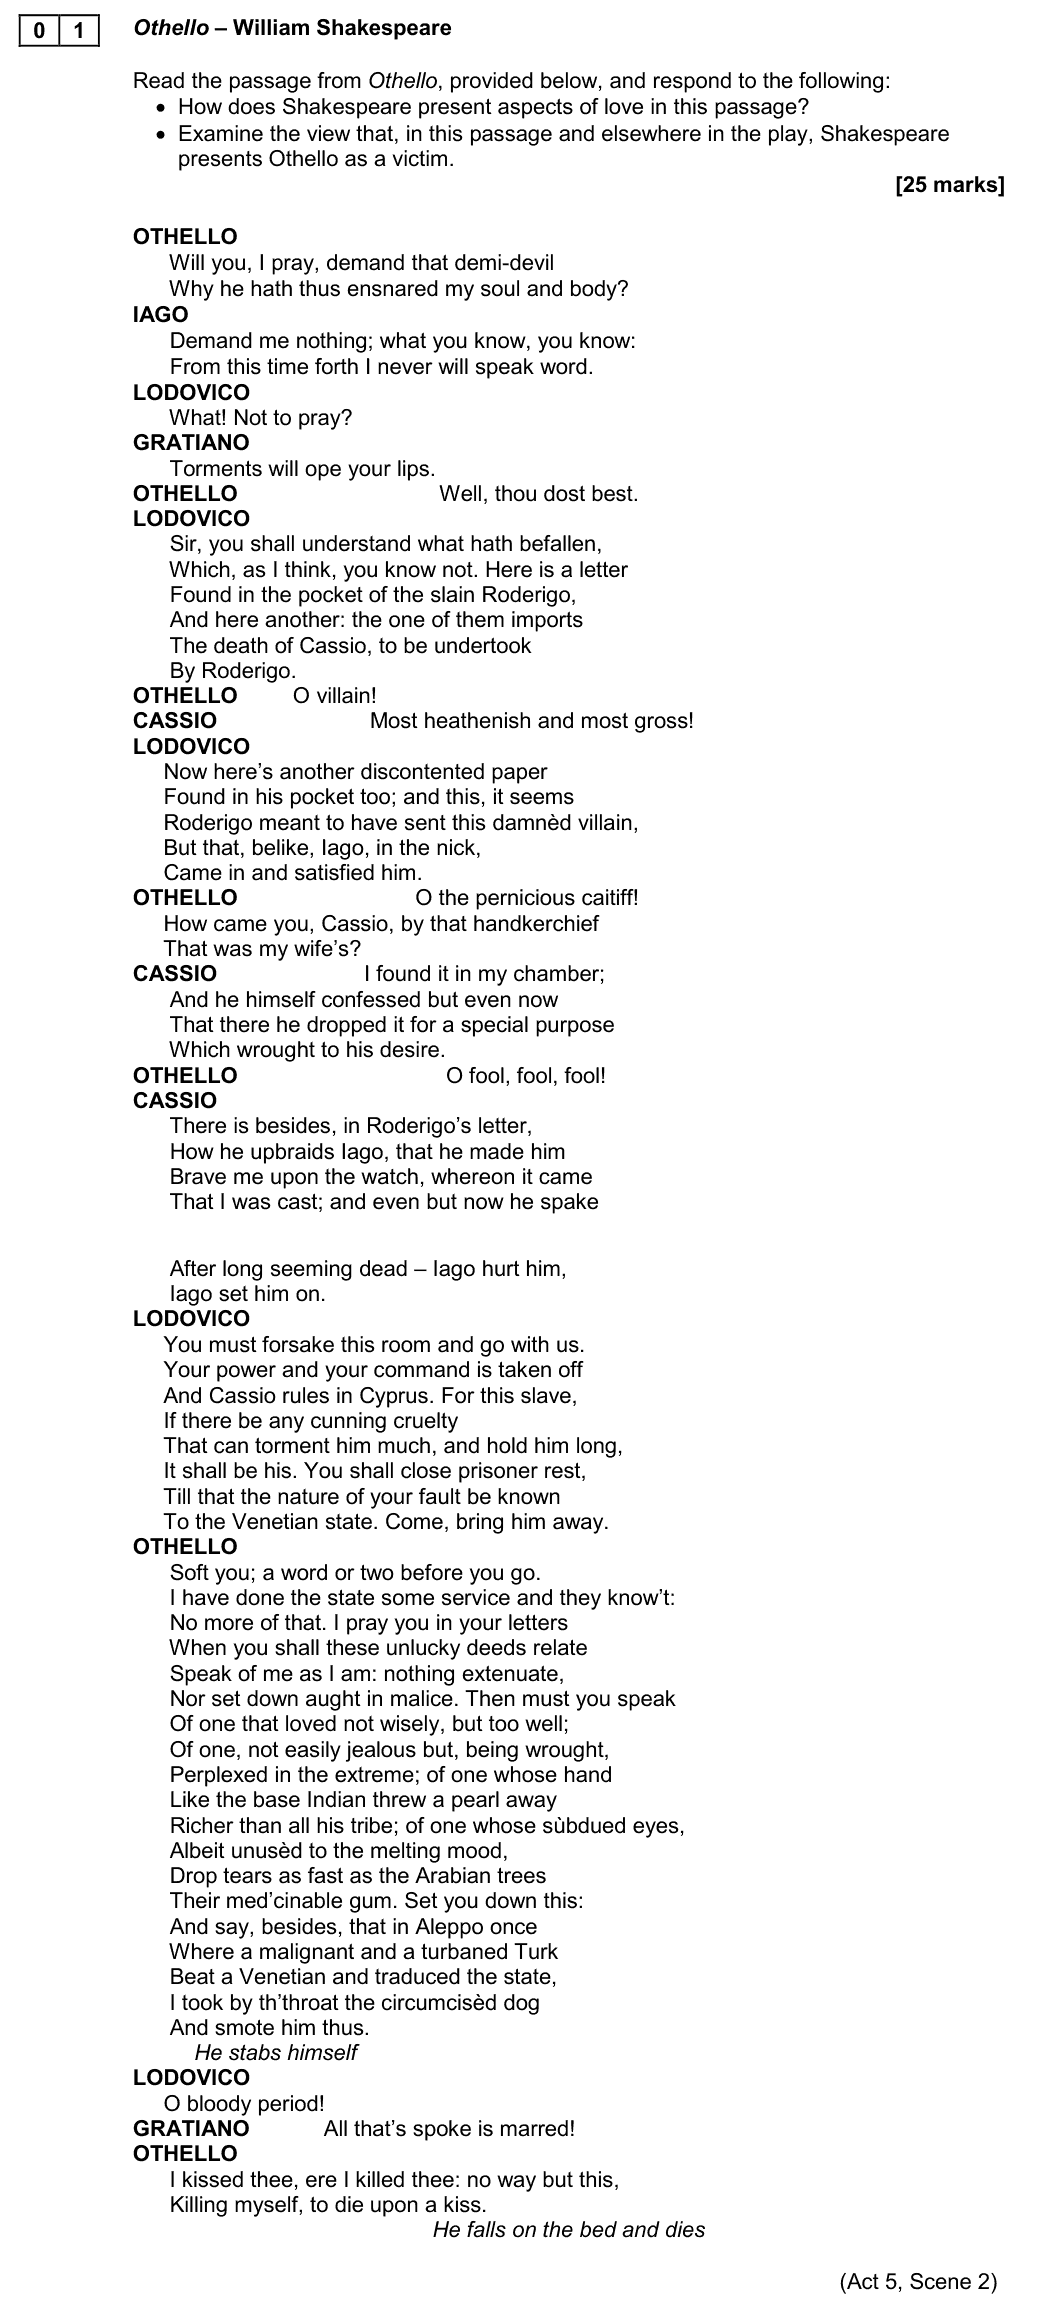 0 1 Othello – William Shakespeare
Read the passage from Othello, provided below, and respond to the following:
• How does Shakespeare present aspects of love in this passage?
• Examine the view that, in this passage and elsewhere in the play, Shakespeare
presents Othello as a victim.
[25 marks]
OTHELLO
Will you, I pray, demand that demi-devil
Why he hath thus ensnared my soul and body?
IAGO
Demand me nothing; what you know, you know:
From this time forth I never will speak word.
LODOVICO
What! Not to pray?
GRATIANO
Torments will ope your lips.
OTHELLO Well, thou dost best.
LODOVICO
Sir, you shall understand what hath befallen,
Which, as I think, you know not. Here is a letter
Found in the pocket of the slain Roderigo,
And here another: the one of them imports
The death of Cassio, to be undertook
By Roderigo.
OTHELLO O villain!
CASSIO Most heathenish and most gross!
LODOVICO
Now here's another discontented paper
Found in his pocket too; and this, it seems
Roderigo meant to have sent this damnèd villain,
But that, belike, Iago, in the nick,
Came in and satisfied him.
OTHELLO O the pernicious caitiff!
How came you, Cassio, by that handkerchief
That was my wife's?
CASSIO I found it in my chamber;
And he himself confessed but even now
That there he dropped it for a special purpose
Which wrought to his desire.
OTHELLO O fool, fool, fool!
CASSIO
There is besides, in Roderigo's letter,
How he upbraids Iago, that he made him
Brave me upon the watch, whereon it came
That I was cast; and even but now he spake
After long seeming dead – Iago hurt him,
Iago set him on.
LODOVICO
You must forsake this room and go with us.
Your power and your command is taken off
And Cassio rules in Cyprus. For this slave,
If there be any cunning cruelty
That can torment him much, and hold him long,
It shall be his. You shall close prisoner rest,
Till that the nature of your fault be known
To the Venetian state. Come, bring him away.
OTHELLO
Soft you; a word or two before you go.
I have done the state some service and they know't:
No more of that. I pray you in your letters
When you shall these unlucky deeds relate
Speak of me as I am: nothing extenuate,
Nor set down aught in malice. Then must you speak
Of one that loved not wisely, but too well;
Of one, not easily jealous but, being wrought,
Perplexed in the extreme; of one whose hand
Like the base Indian threw a pearl away
Richer than all his tribe; of one whose sùbdued eyes,
Albeit unusèd to the melting mood,
Drop tears as fast as the Arabian trees
Their med'cinable gum. Set you down this:
And say, besides, that in Aleppo once
Where a malignant and a turbaned Turk
Beat a Venetian and traduced the state,
I took by th'throat the circumcisèd dog
And smote him thus.
He stabs himself
LODOVICO
O bloody period!
GRATIANO All that's spoke is marred!
OTHELLO
I kissed thee, ere I killed thee: no way but this,
Killing myself, to die upon a kiss.
He falls on the bed and dies
(Act 5, Scene 2)